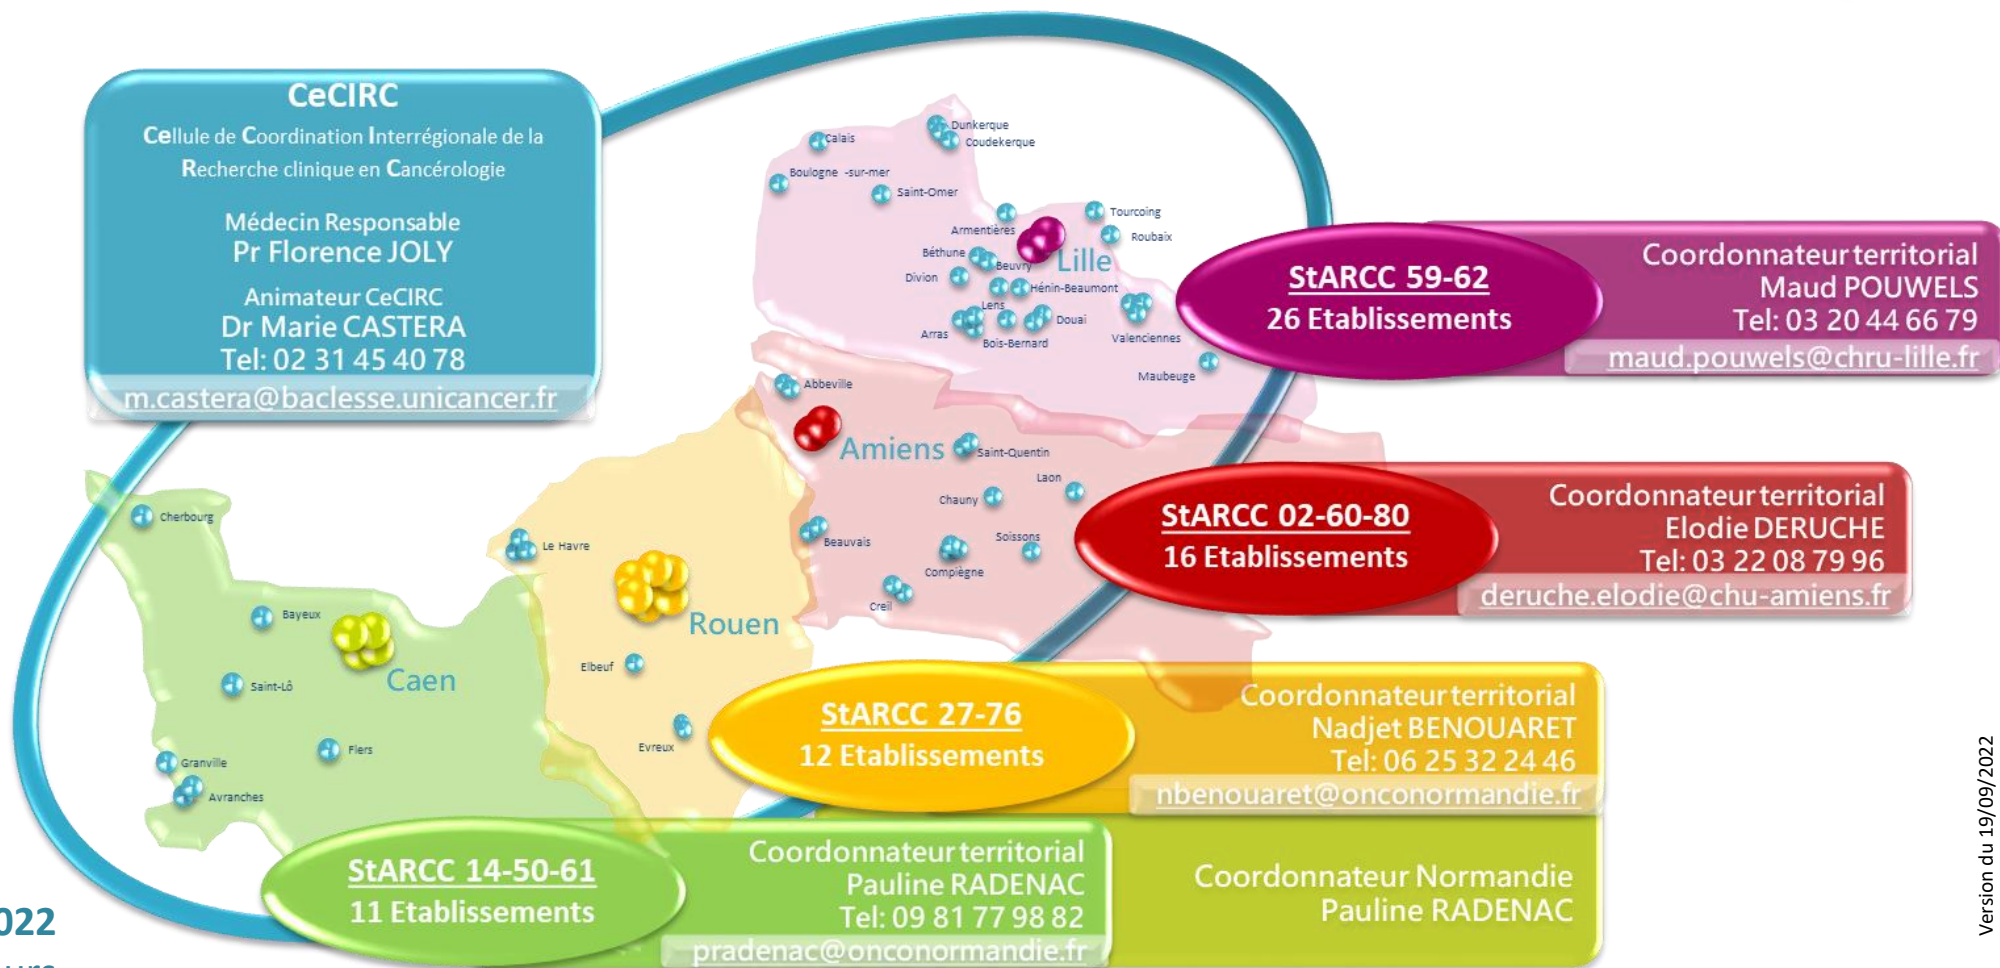 CeCIRC
Cellule de Coordination Interrégionale de la
Recherche clinique en Cancérologie
Médecin Responsable
Pr Florence JOLY
Animateur CeCIRC
Dr Marie CASTERA
Tel: 02 31 45 40 78
m.castera@baclesse.unicancer.fr
Dunkerque
Coudekerque
Calais
Boulogne -sur-mer
Saint-Omer
Tourcoing
Armentières
Roubaix
Béthune
Beuvry
Lille
Divion
Hénin-Beaumont
Lens
Douai
Arras
Bois-Bernard
Valenciennes
Maubeuge
StARCC 59-62
26 Etablissements
Coordonnateur territorial
Maud POUWELS
Tel: 03 20 44 66 79
maud.pouwels@chru-lille.fr
Abbeville
Amiens
Saint-Quentin
Laon
Chauny
Beauvais
Soissons
Compiègne
Creil
StARCC 02-60-80
16 Etablissements
Coordonnateur territorial
Elodie DERUCHE
Tel: 03 22 08 79 96
deruche.elodie@chu-amiens.fr
Le Havre
Rouen
Elbeuf
Evreux
StARCC 27-76
12 Etablissements
Coordonnateur territorial
Nadjet BENOUARET
Tel: 06 25 32 24 46
nbenouaret@onconormandie.fr
Cherbourg
Bayeux
Caen
Saint-Lô
Flers
Granville
Avranches
StARCC 14-50-61
11 Etablissements
Coordonnateur territorial
Pauline RADENAC
Tel: 09 81 77 98 82
pradenac@onconormandie.fr
Coordonnateur Normandie
Pauline RADENAC
022
Version du 19/09/2022